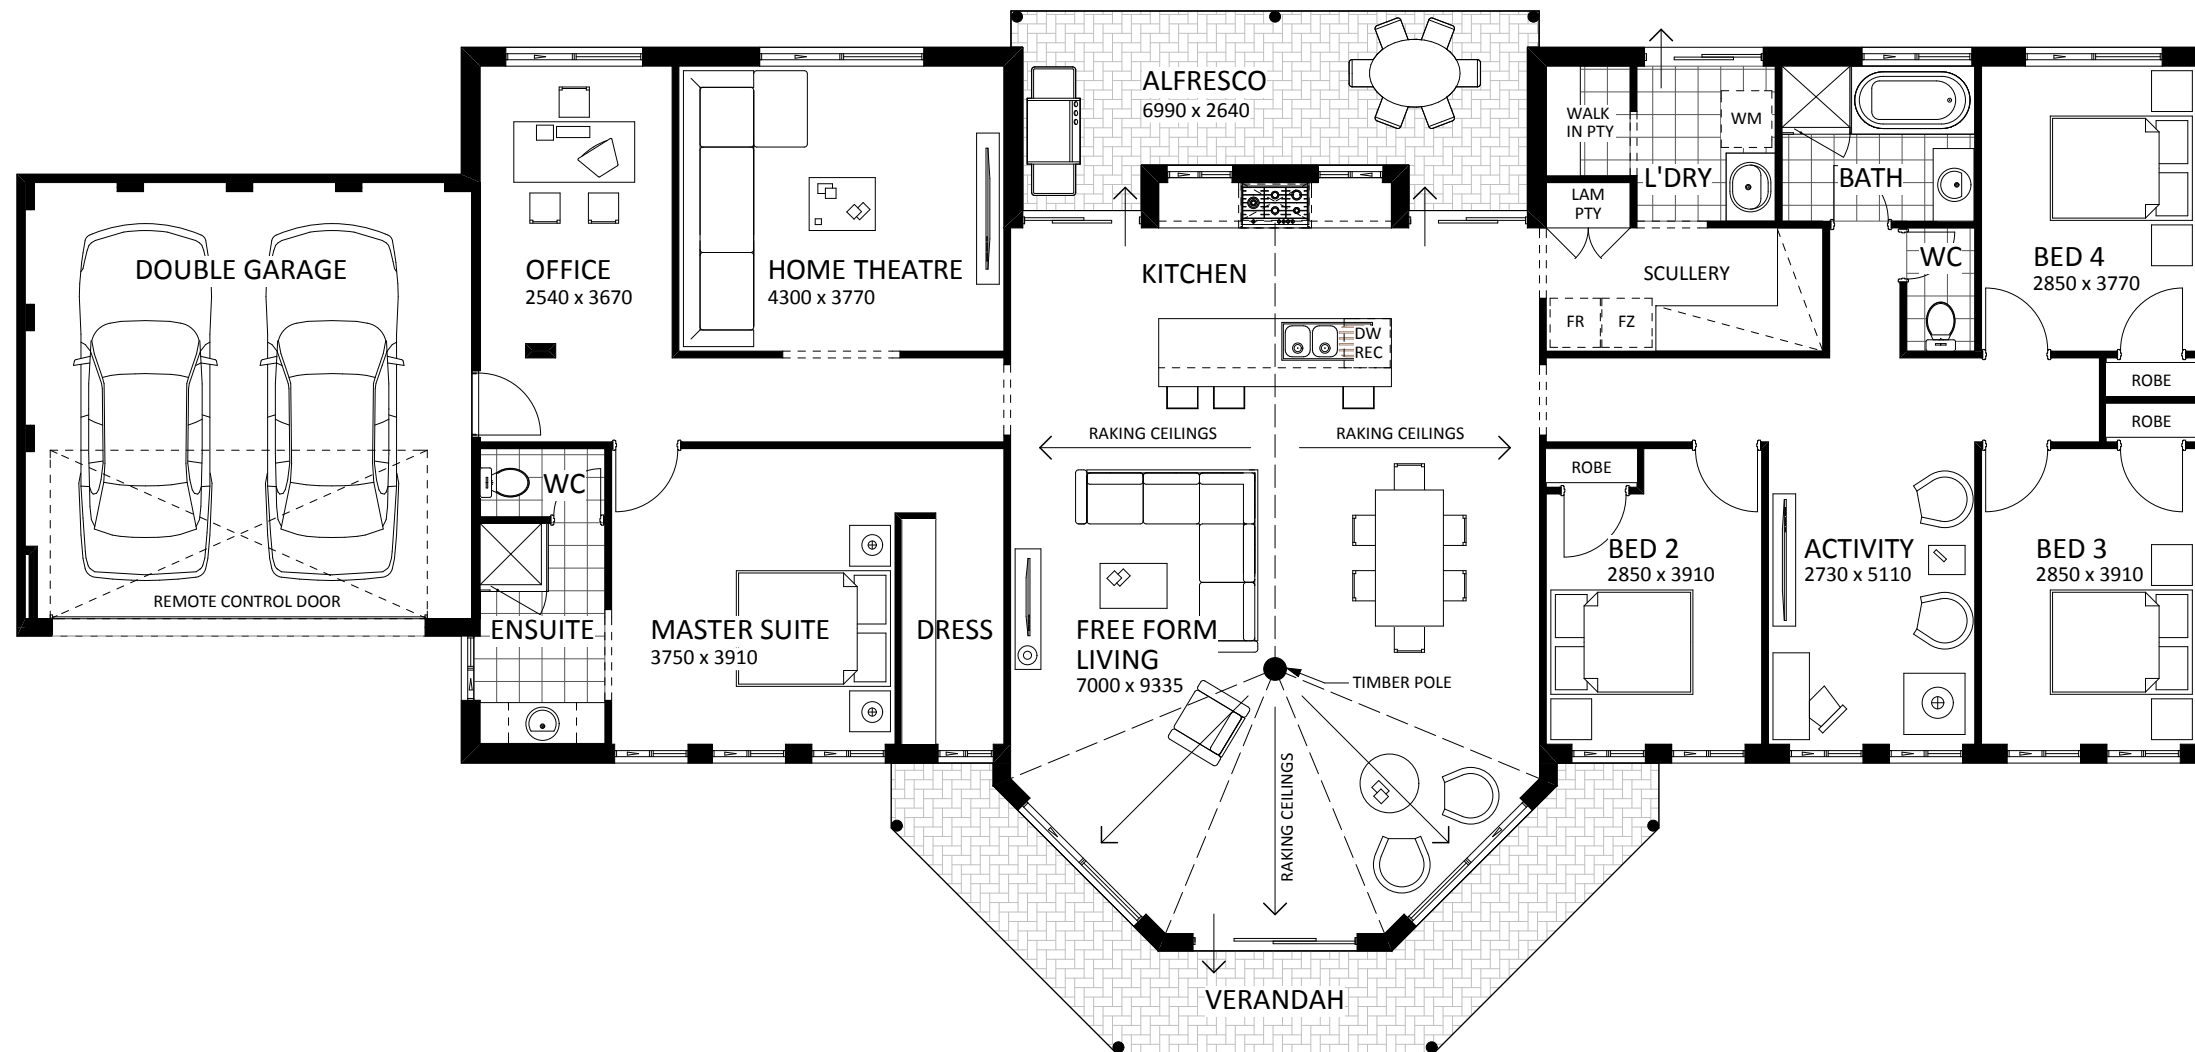 ALFRESCO
6990 x 2640
WALK
IN PTY
WM
L'DRY
LAM
PTY
BATH
DOUBLE GARAGE
OFFICE
2540 x 3670
HOME THEATRE
4300 x 3770
KITCHEN
SCULLERY
WC
BED 4
2850 x 3770
FR
FZ
DW
REC
ROBE
ROBE
RAKING CEILINGS
RAKING CEILINGS
ROBE
WC
BED 2
2850 x 3910
ACTIVITY
2730 x 5110
BED 3
2850 x 3910
REMOTE CONTROL DOOR
ENSUITE
MASTER SUITE
3750 x 3910
DRESS
FREE FORM
LIVING
7000 x 9335
TIMBER POLE
RAKING CEILINGS
VERANDAH